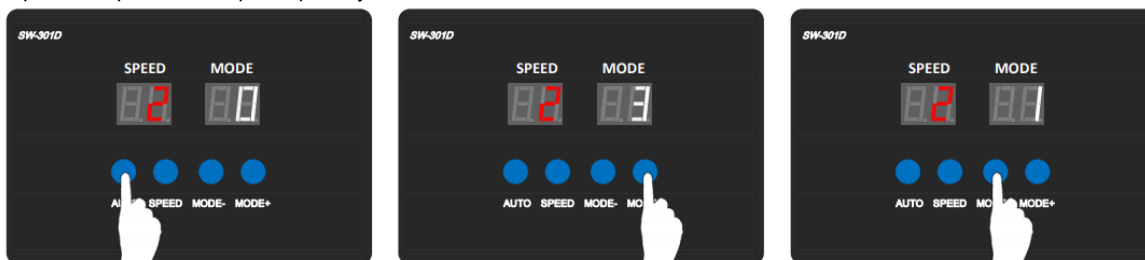 SW-301D
SPEED MODE
2 0
SPEED MODE- MODE+
SW-301D
SPEED MODE
2 3
AUTO SPEED MODE-
SW-301D
SPEED MODE
2 1
AUTO SPEED MODE+